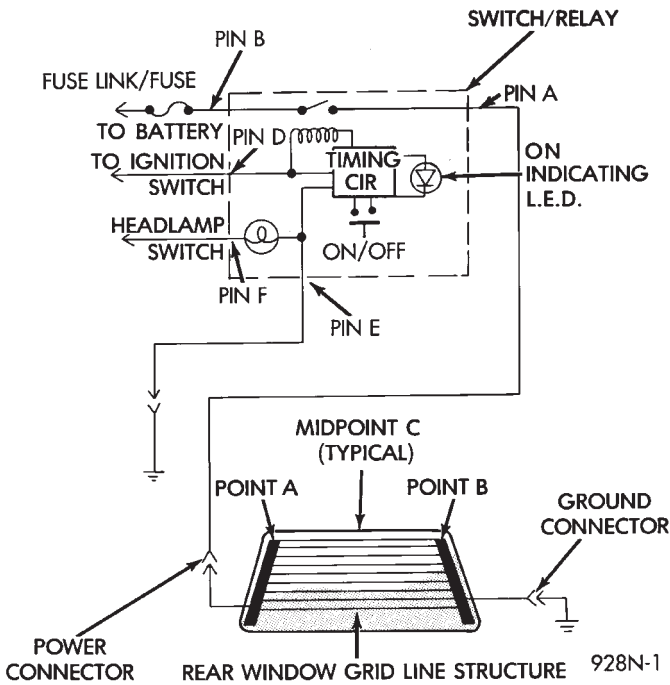 SWITCH/RELAY
PIN B
FUSE LINK/FUSE
PIN A
TO BATTERY
PIN D
TO IGNITION
SWITCH
TIMING
CIR
ON
INDICATING
L.E.D.
HEADLAMP
SWITCH
ON/OFF
PIN F
PIN E
MIDPOINT C
(TYPICAL)
POINT A
POINT B
GROUND
CONNECTOR
POWER
CONNECTOR
REAR WINDOW GRID LINE STRUCTURE
928N-1